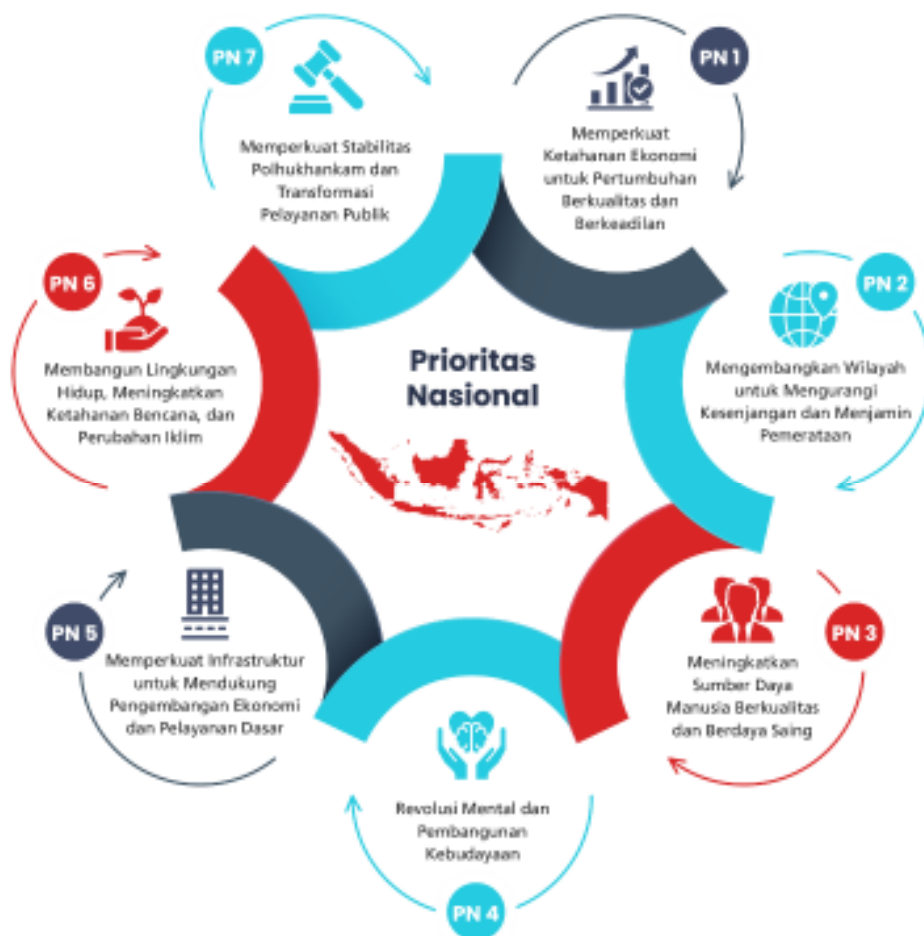 Prioritas
Nasional
PN 1
Memperkuat
Ketahanan Ekonomi
untuk Pertumbuhan
Berkualitas dan
Berkeadilan
PN 2
Mengembangkan Wilayah
untuk Mengurangi
Kesenjangan dan Menjamin
Pemerataan
PN 3
Meningkatkan
Sumber Daya
Manusia Berkualitas
dan Berdaya Saing
PN 4
Revolusi Mental dan
Pembangunan
Kebudayaan
PN 5
Memperkuat Infrastruktur
untuk Mendukung
Pengembangan Ekonomi
dan Pelayanan Dasar
PN 6
Membangun Lingkungan
Hidup, Meningkatkan
Ketahanan Bencana, dan
Perubahan Iklim
PN 7
Memperkuat Stabilitas
Polhukhankam dan
Transformasi
Pelayanan Publik